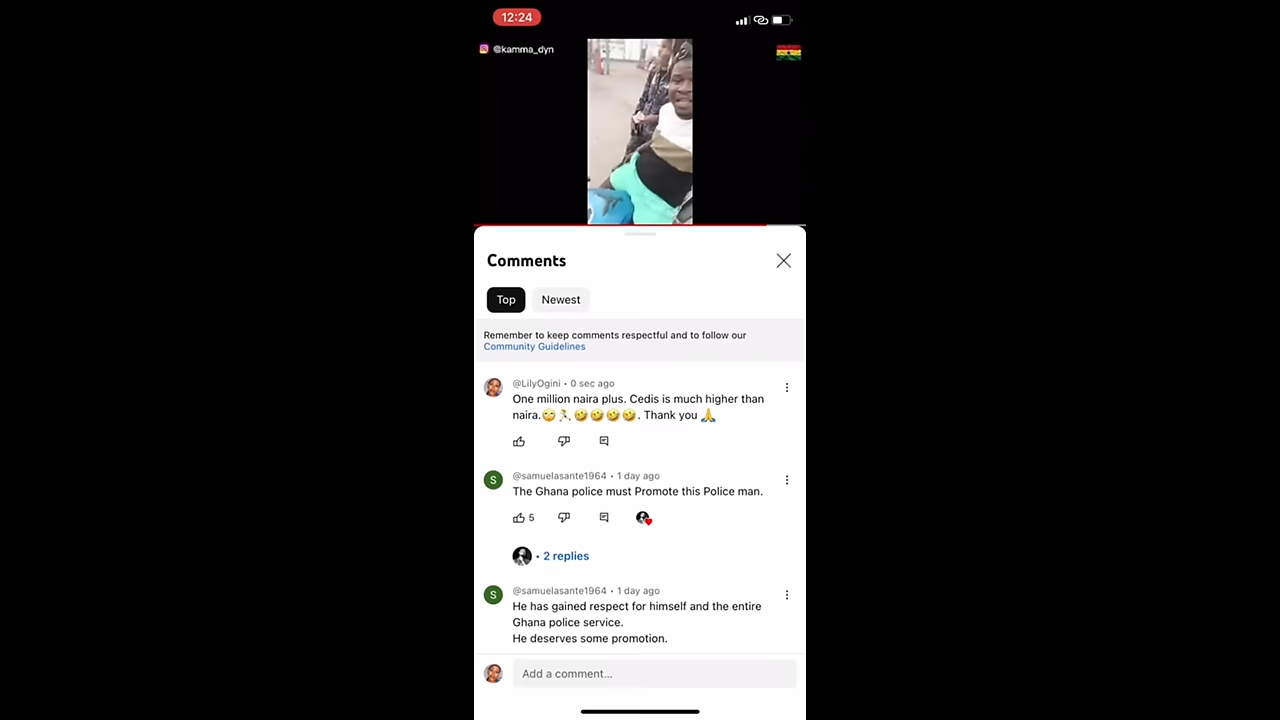 12:24
@kamma_dyn
Comments
Top
Newest
Remember to keep comments respectful and to follow our
Community Guidelines
@LilyOgini • 0 sec ago
One million naira plus. Cedis is much higher than
naira.🙄🏃🤣🤣🤣🤣. Thank you 🙏
@samuelasante1964 • 1 day ago
The Ghana police must Promote this Police man.
5
• 2 replies
@samuelasante1964 • 1 day ago
He has gained respect for himself and the entire
Ghana police service.
He deserves some promotion.
Add a comment...
S
S